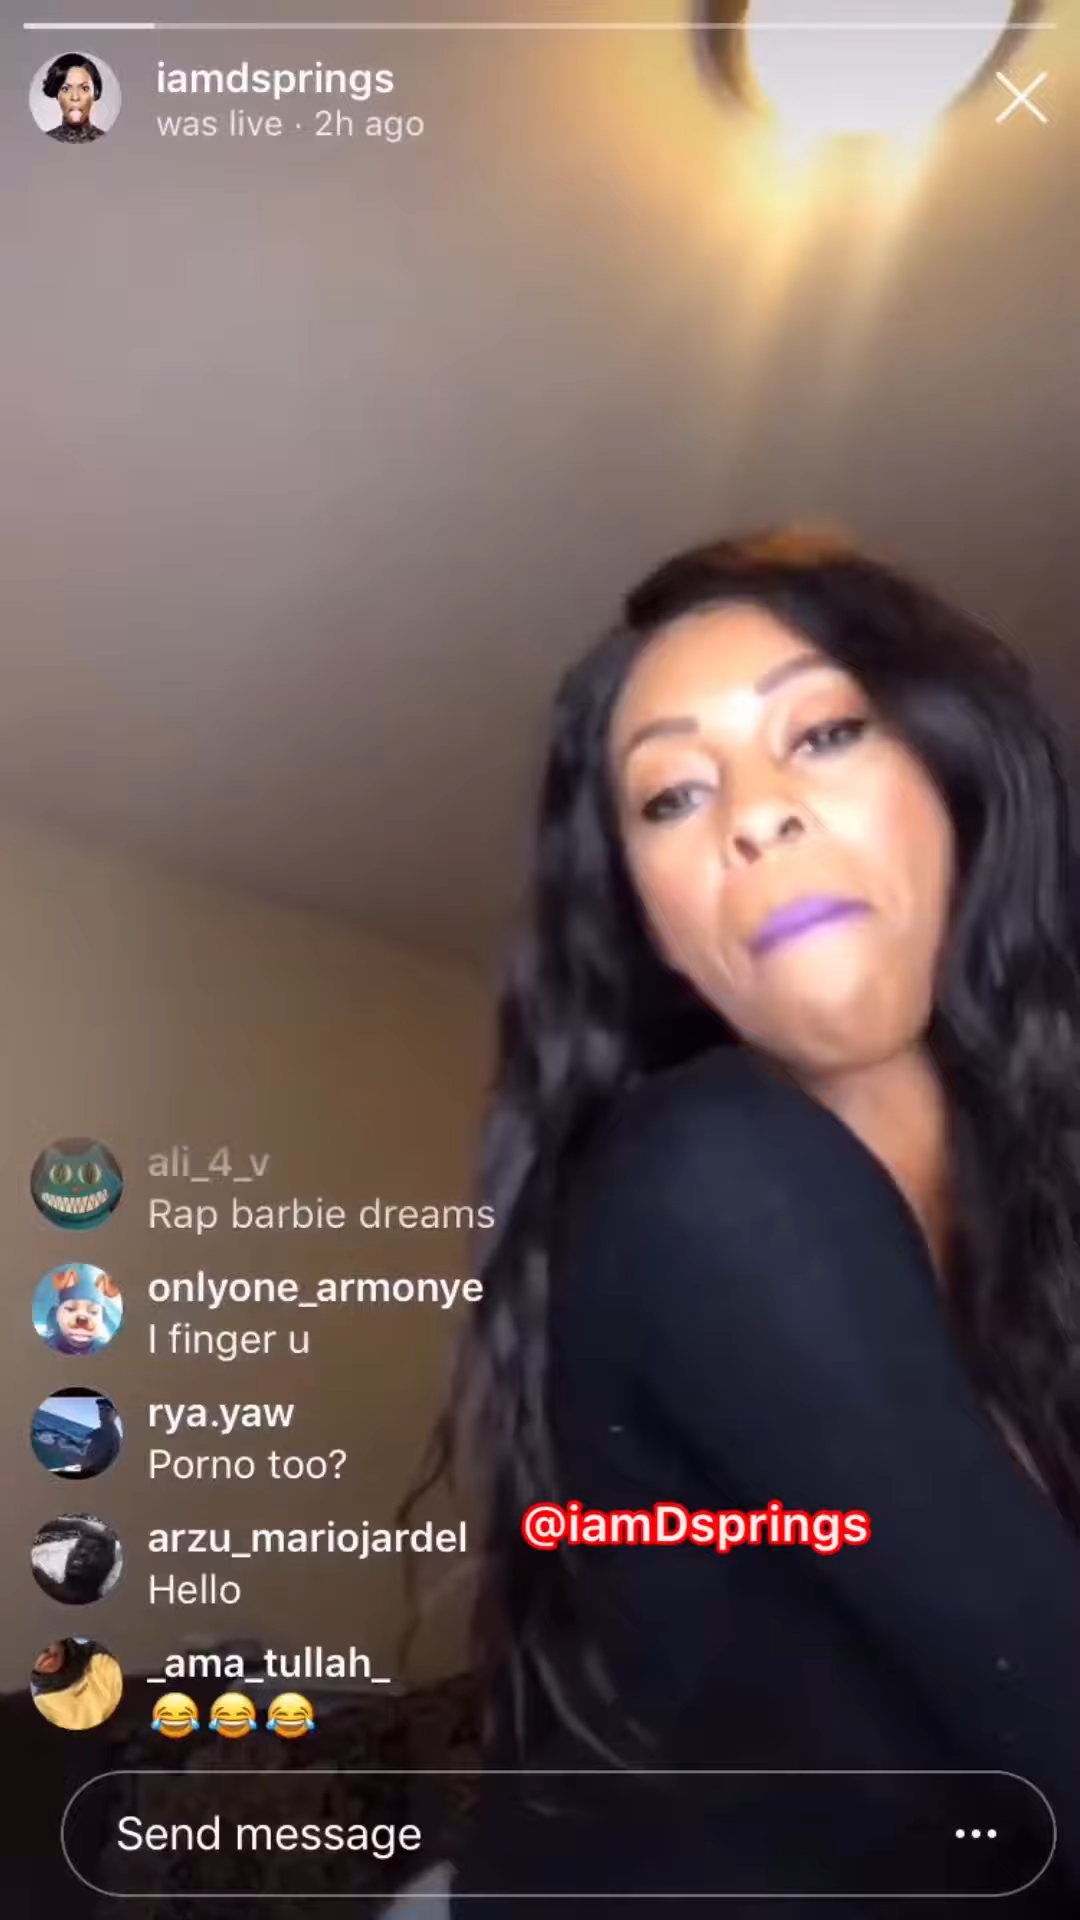 iamdsprings
was live · 2h ago
ali_4_v
Rap barbie dreams
onlyone_armonye
I finger u
rya.yaw
Porno too?
@iamDsprings
arzu_mariojardel
Hello
_ama_tullah_
😂😂😂
Send message